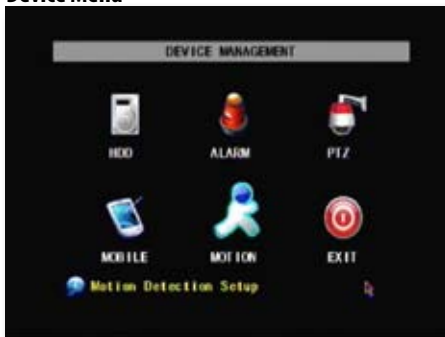 Device Menu
DEVICE MANAGEMENT
HDD ALARM PTZ
MOBILE MOTION EXIT
Motion Detection Setup